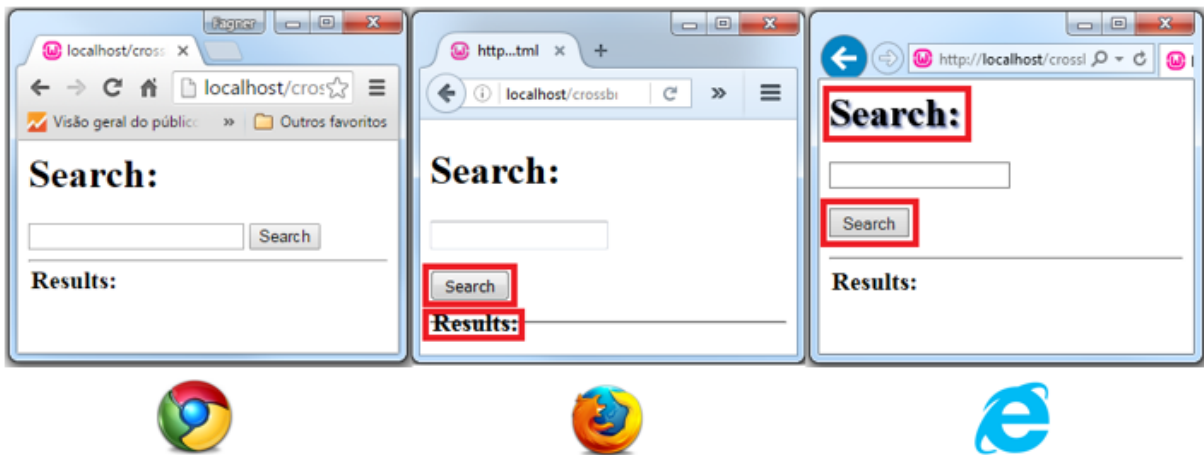 Fagner
localhost/cross
localhost/cros
Visão geral do públic
»
Outros favoritos
Search:
Search
Results:
http...tml
+
localhost/crossb
»
Search:
Search
Results:
http://localhost/crossl
Search:
Search
Results: